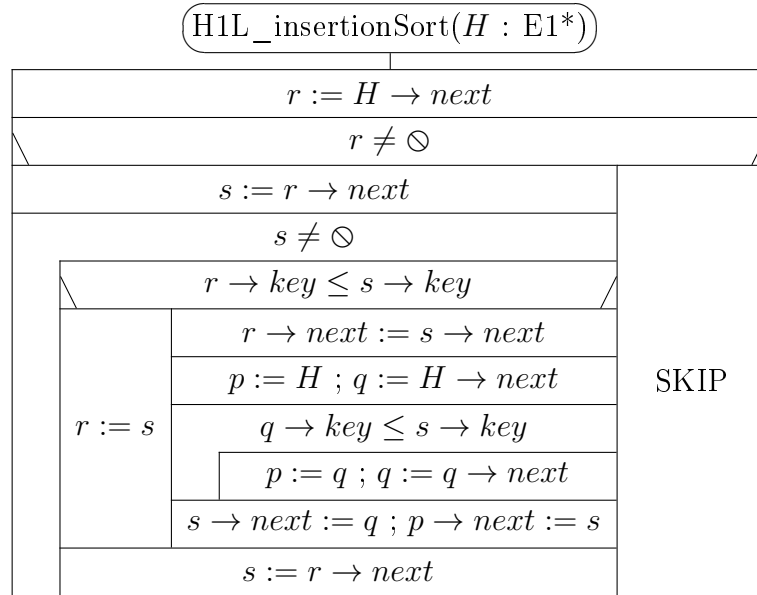 H1L_insertionSort(H : E1*)
r := H → next
r ≠ ⦸
s := r → next
s ≠ ⦸
r → key ≤ s → key
r := s
r → next := s → next
p := H ; q := H → next
q → key ≤ s → key
p := q ; q := q → next
s → next := q ; p → next := s
s := r → next
SKIP